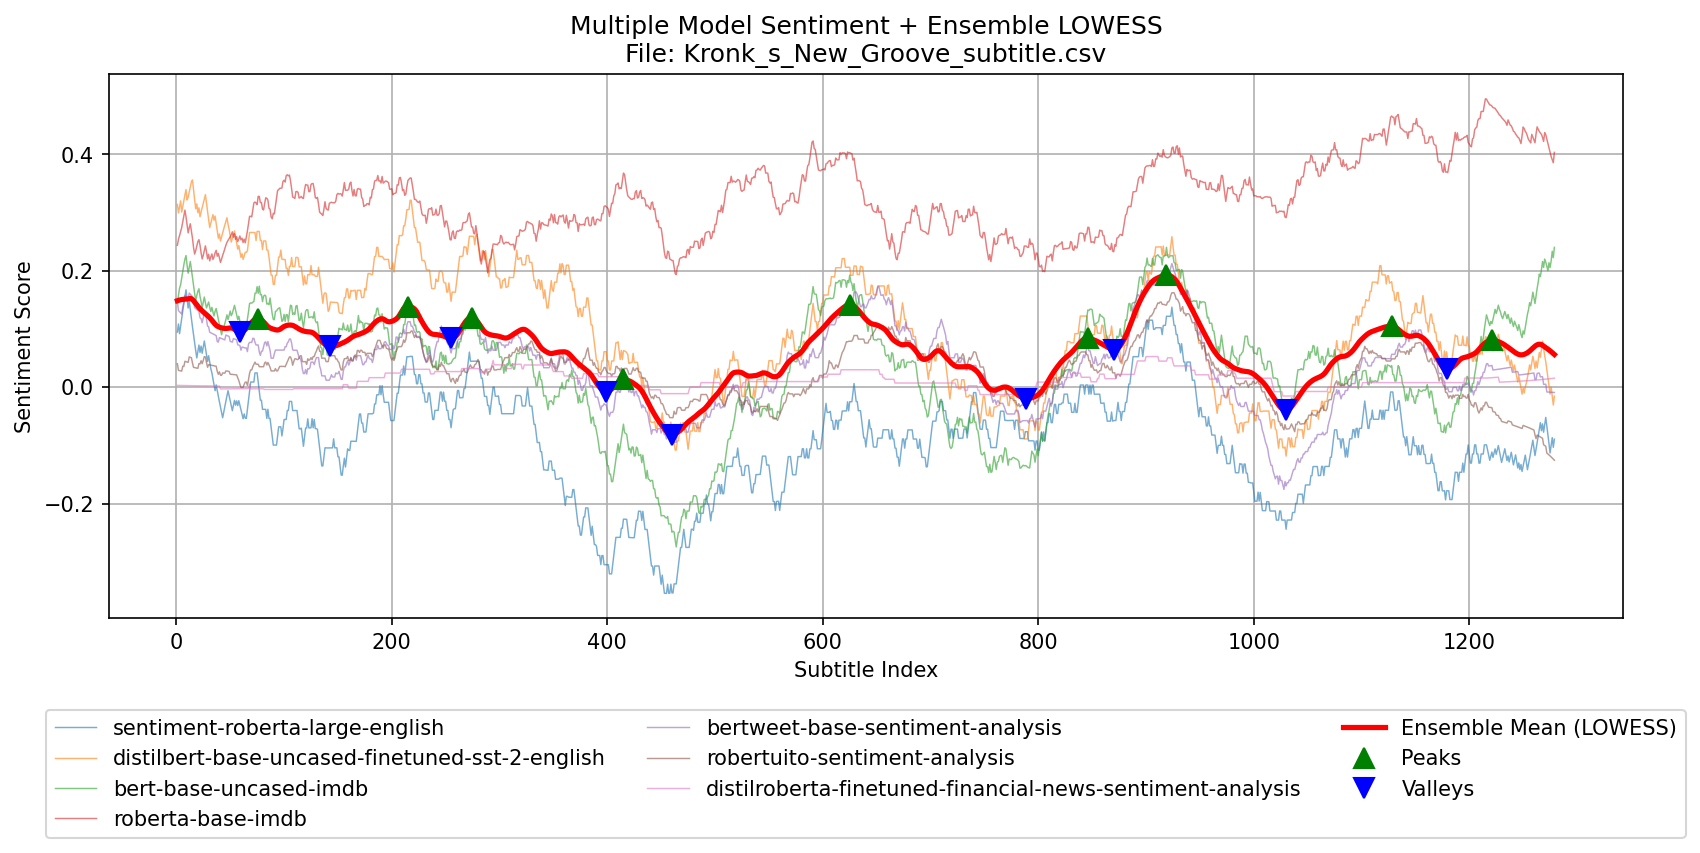 Multiple Model Sentiment + Ensemble LOWESS
File: Kronk_s_New_Groove_subtitle.csv
Sentiment Score
0.4
0.2
0.0
−0.2
0
200
400
600
800
1000
1200
Subtitle Index
sentiment-roberta-large-english
distilbert-base-uncased-finetuned-sst-2-english
bert-base-uncased-imdb
roberta-base-imdb
bertweet-base-sentiment-analysis
robertuito-sentiment-analysis
distilroberta-finetuned-financial-news-sentiment-analysis
Ensemble Mean (LOWESS)
Peaks
Valleys